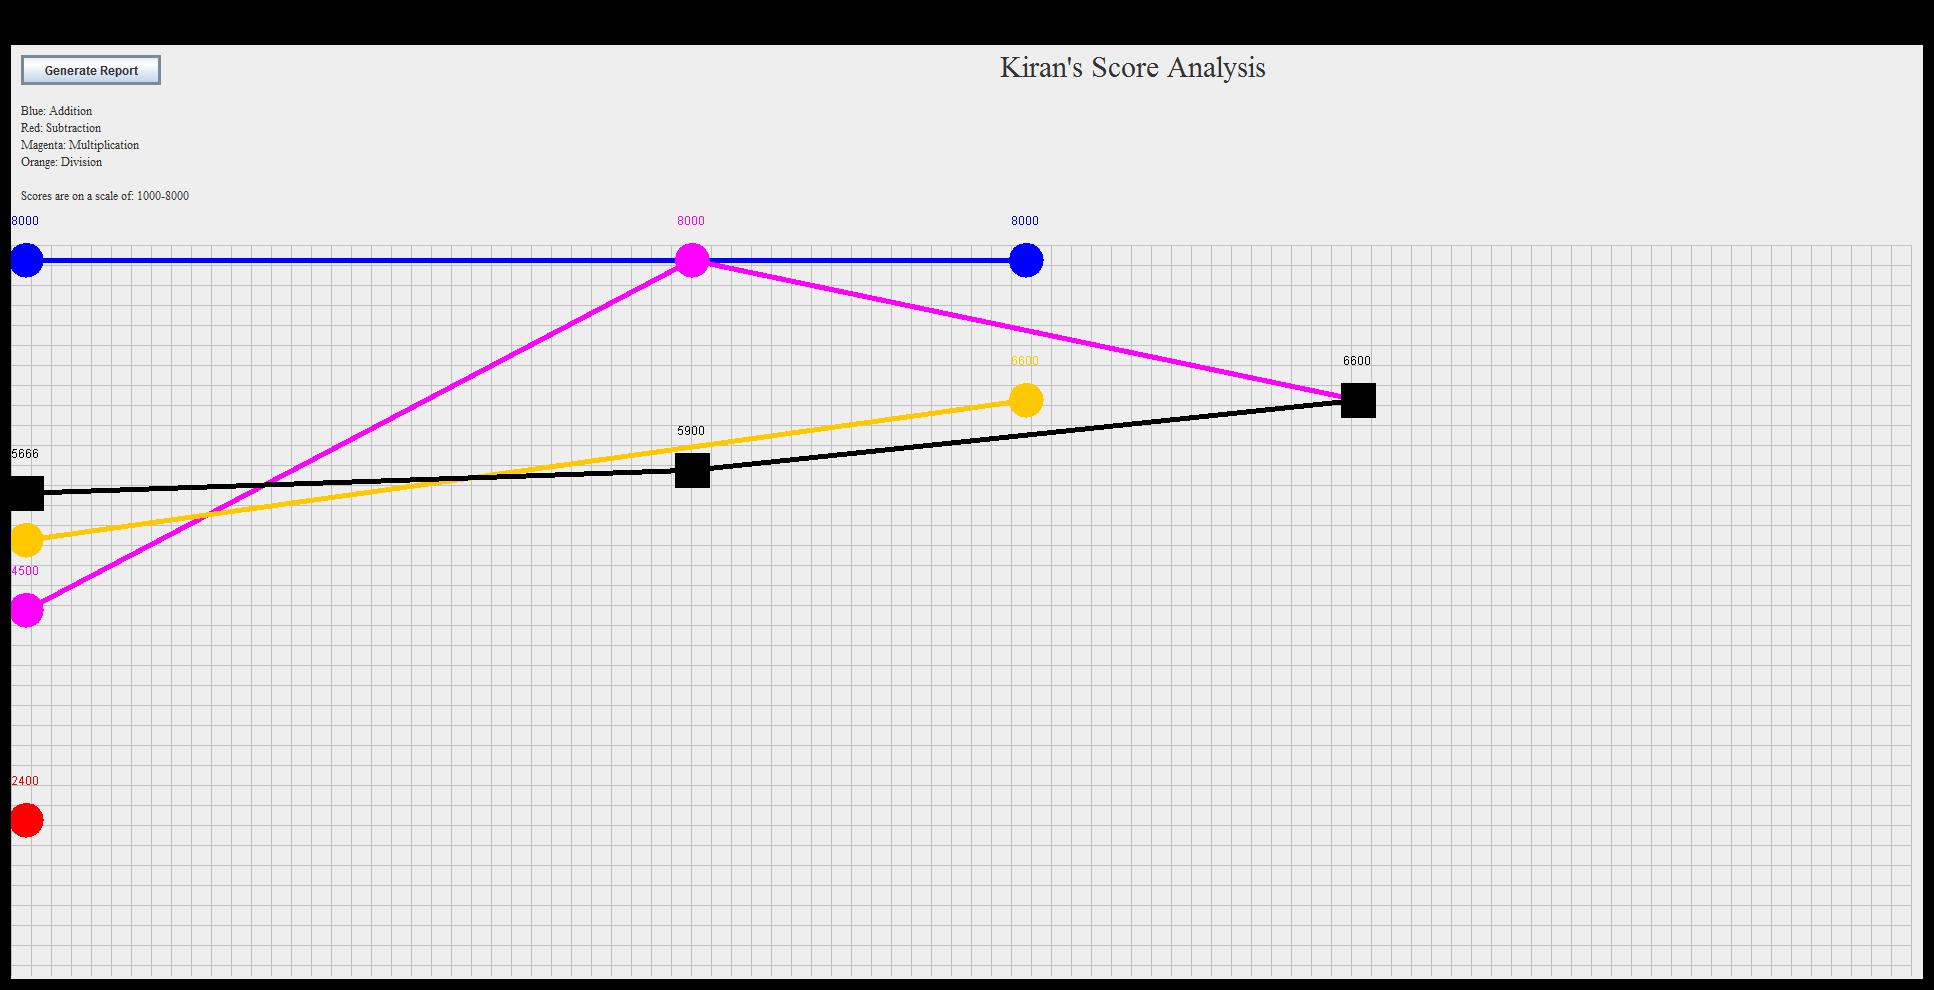 Generate Report
Kiran's Score Analysis
Blue: Addition
Red: Subtraction
Magenta: Multiplication
Orange: Division
Scores are on a scale of: 1000-8000
8000
8000
8000
6600
6600
5900
5666
4500
2400